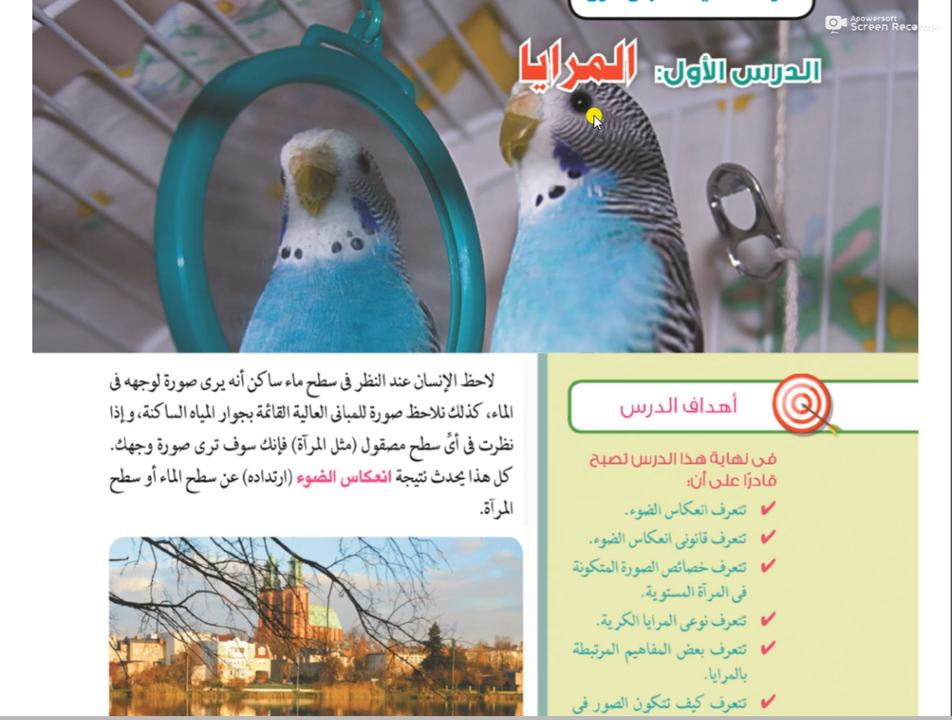 الدرس الأول: المرايا
Apowersoft
Screen Recorder
لاحظ الإنسان عند النظر فى سطح ماء ساكن أنه يرى صورة لوجهه فى
الماء، كذلك نلاحظ صورة للمبانى العالية القائمة بجوار المياه الساكنة، وإذا
نظرت فى أىِّ سطح مصقول (مثل المرآة) فإنك سوف ترى صورة وجهك.
كل هذا يحدث نتيجة انعكاس الضوء (ارتداده) عن سطح الماء أو سطح
المرآة.
أهداف الدرس
فى نهاية هذا الدرس تصبح
قادرًا على أن:
✔ تتعرف انعكاس الضوء.
✔ تتعرف قانونى انعكاس الضوء.
✔ تتعرف خصائص الصورة المتكونة
فى المرآة المستوية.
✔ تتعرف نوعى المرايا الكرية.
✔ تتعرف بعض المفاهيم المرتبطة
بالمرايا.
✔ تتعرف كيف تتكون الصور فى